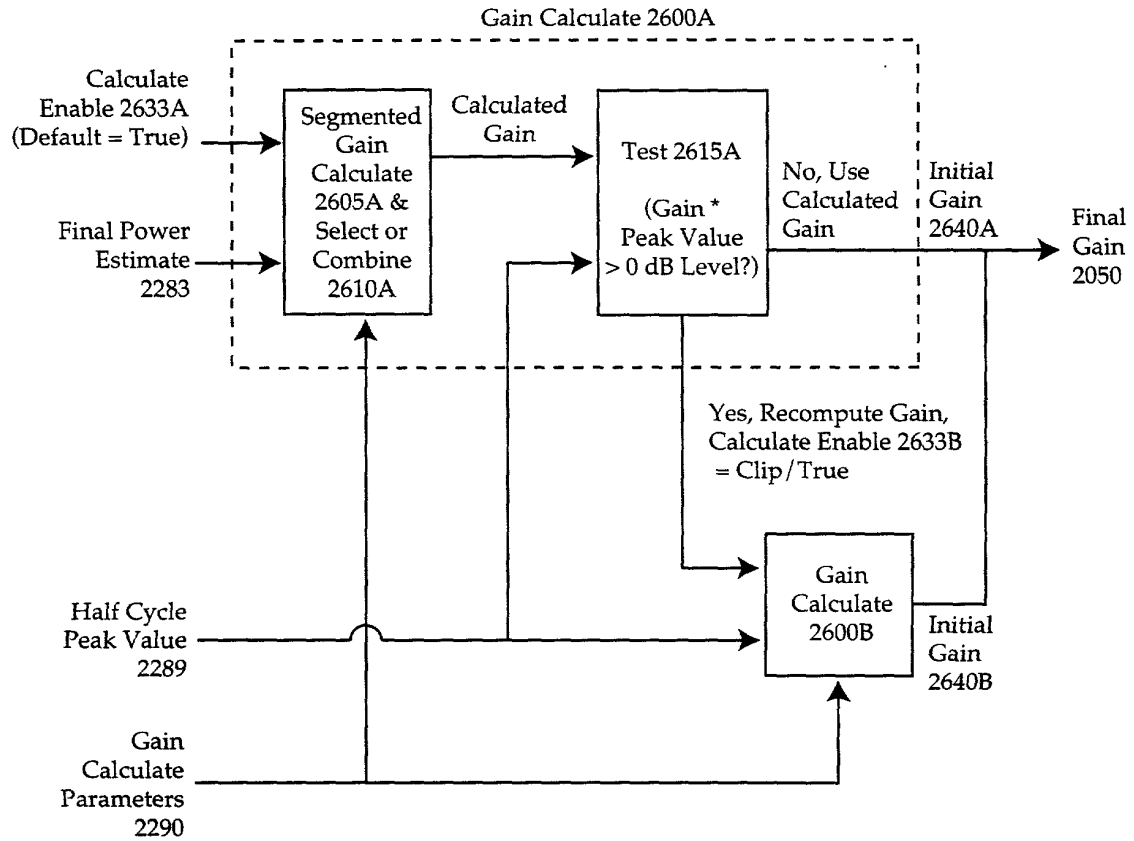 Gain Calculate 2600A
Calculate
Enable 2633A
(Default = True)
Final Power
Estimate
2283
Segmented
Gain
Calculate
2605A &
Select or
Combine
2610A
Calculated
Gain
Test 2615A
(Gain *
Peak Value
> 0 dB Level?)
No, Use
Calculated
Gain
Initial
Gain
2640A
Final
Gain
2050
Yes, Recompute Gain,
Calculate Enable 2633B
= Clip/True
Half Cycle
Peak Value
2289
Gain
Calculate
2600B
Initial
Gain
2640B
Gain
Calculate
Parameters
2290